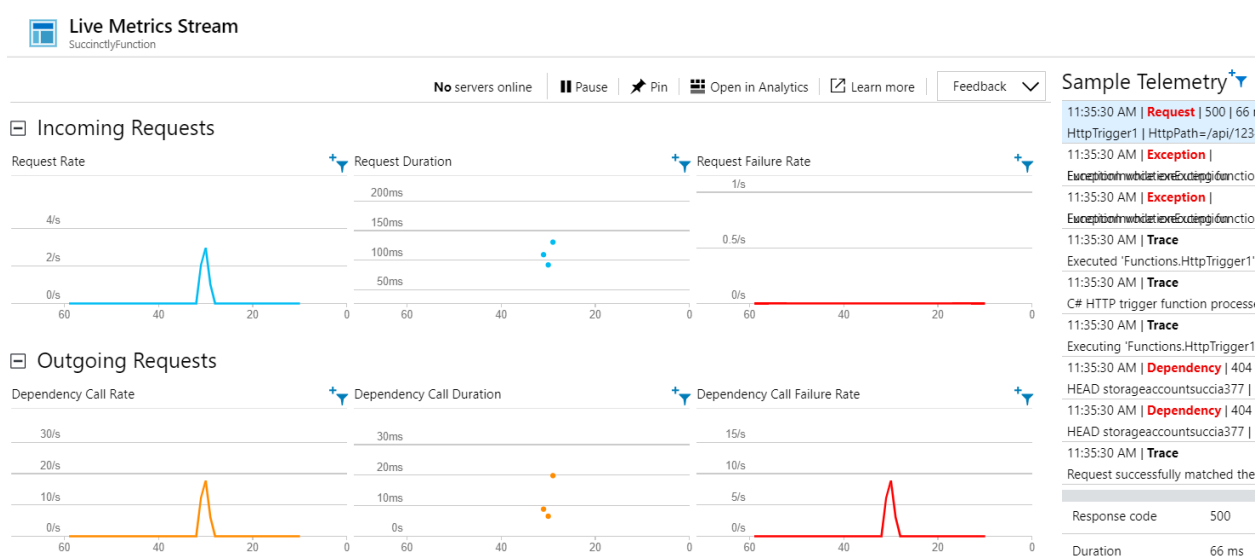 Live Metrics Stream
SuccinctlyFunction
No servers online
Pause
Pin
Open in Analytics
Learn more
Feedback
Incoming Requests
Request Rate
4/s
2/s
0/s
60 40 20 0
Request Duration
200ms
150ms
100ms
50ms
60 40 20 0
Request Failure Rate
1/s
0.5/s
0/s
60 40 20 0
Outgoing Requests
Dependency Call Rate
30/s
20/s
10/s
0/s
60 40 20 0
Dependency Call Duration
30ms
20ms
10ms
0s
60 40 20 0
Dependency Call Failure Rate
15/s
10/s
5/s
0/s
60 40 20 0
Sample Telemetry
11:35:30 AM | Request | 500 | 66
HttpTrigger1 | HttpPath=/api/123
11:35:30 AM | Exception |
11:35:30 AM | Exception |
11:35:30 AM | Trace
Executed 'Functions.HttpTrigger1'
11:35:30 AM | Trace
C# HTTP trigger function process
11:35:30 AM | Trace
Executing 'Functions.HttpTrigger1
11:35:30 AM | Dependency | 404
HEAD storageaccountsuccia377 |
11:35:30 AM | Dependency | 404
HEAD storageaccountsuccia377 |
11:35:30 AM | Trace
Request successfully matched the
Response code 500
Duration 66 ms